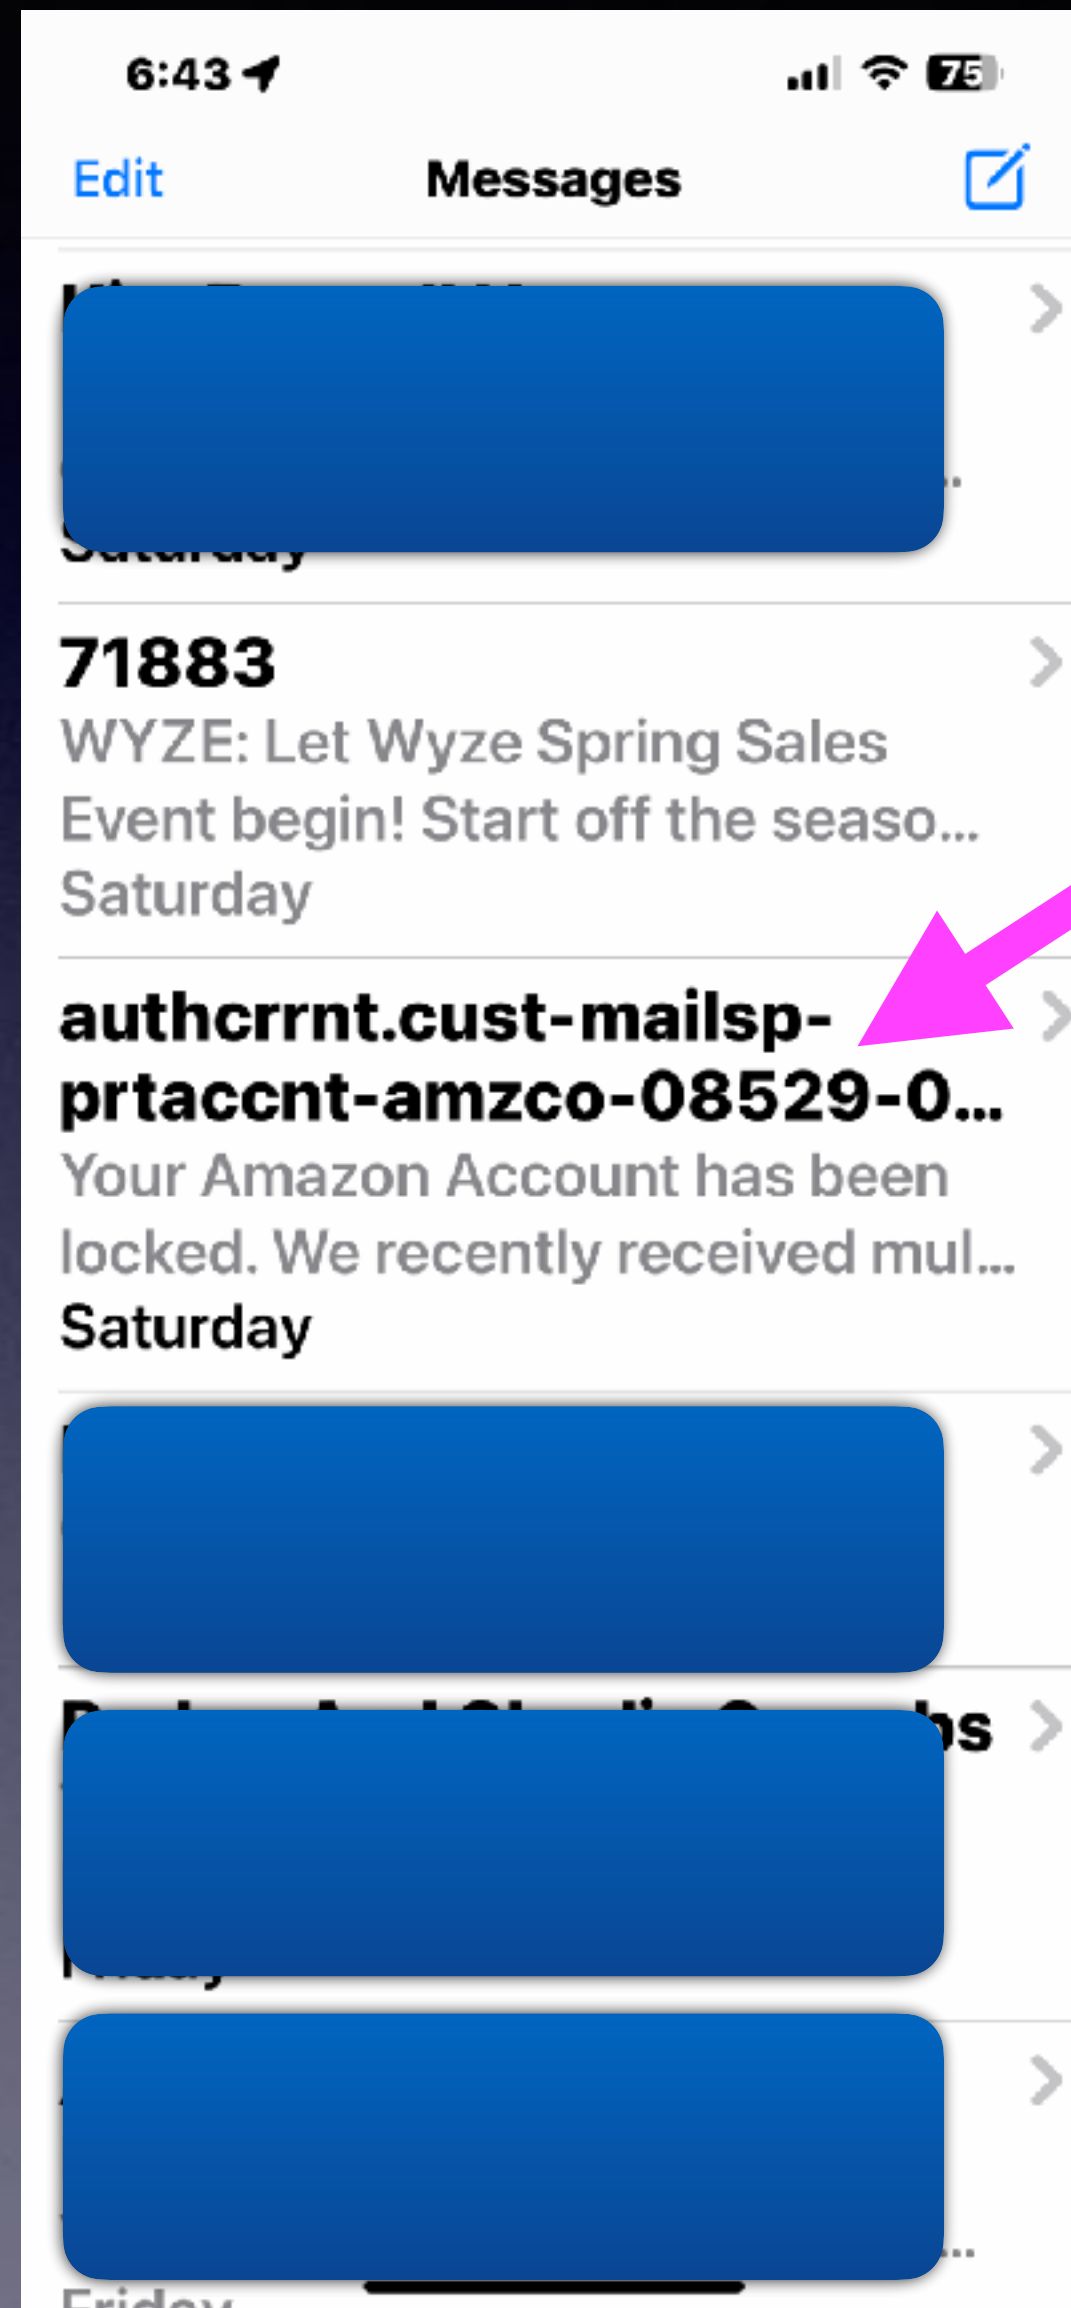 6:43
75
Edit
Messages
71883
WYZE: Let Wyze Spring Sales
Event begin! Start off the seaso...
Saturday
authcrrnt.cust-mailsp-
prtaccnt-amzco-08529-0...
Your Amazon Account has been
locked. We recently received mul...
Saturday